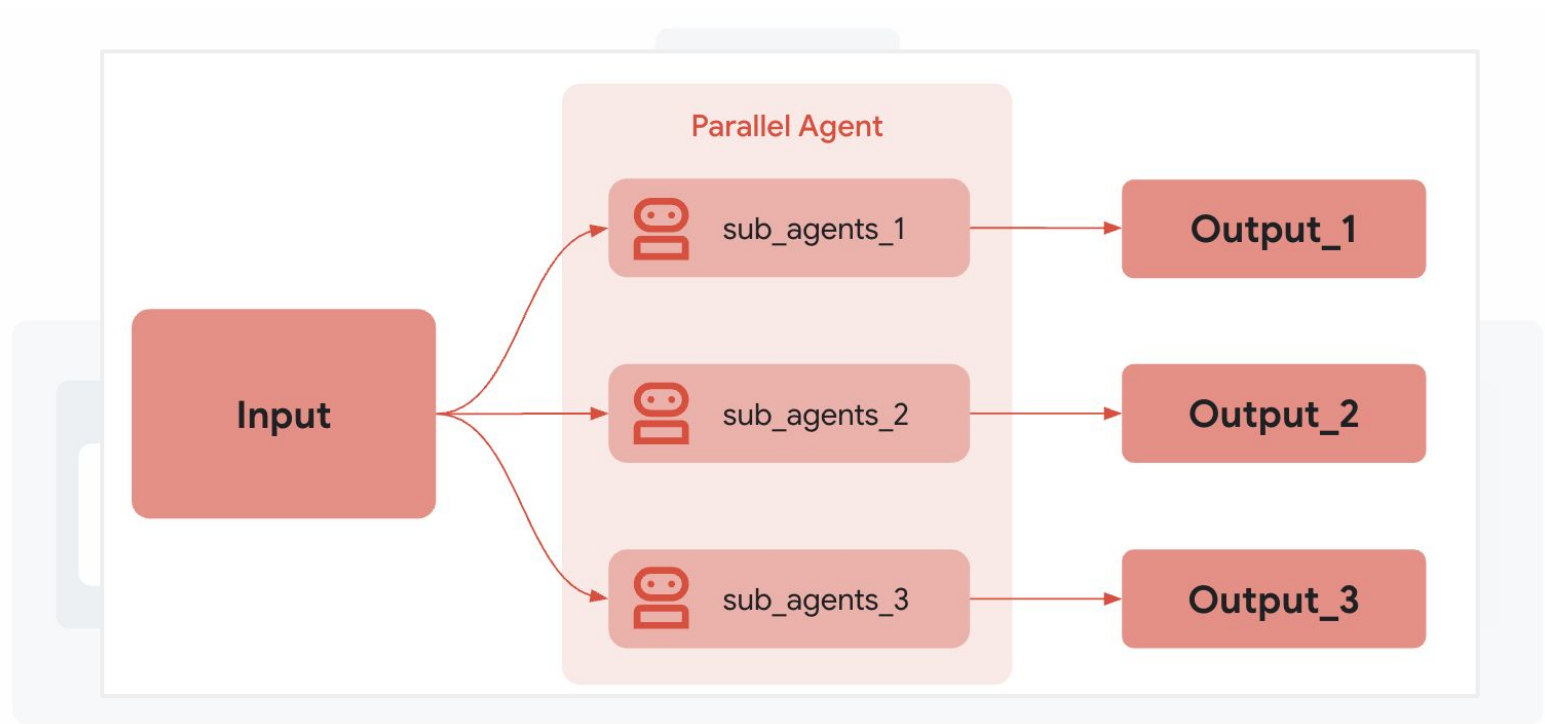 Parallel Agent
Input
sub_agents_1
Output_1
sub_agents_2
Output_2
sub_agents_3
Output_3